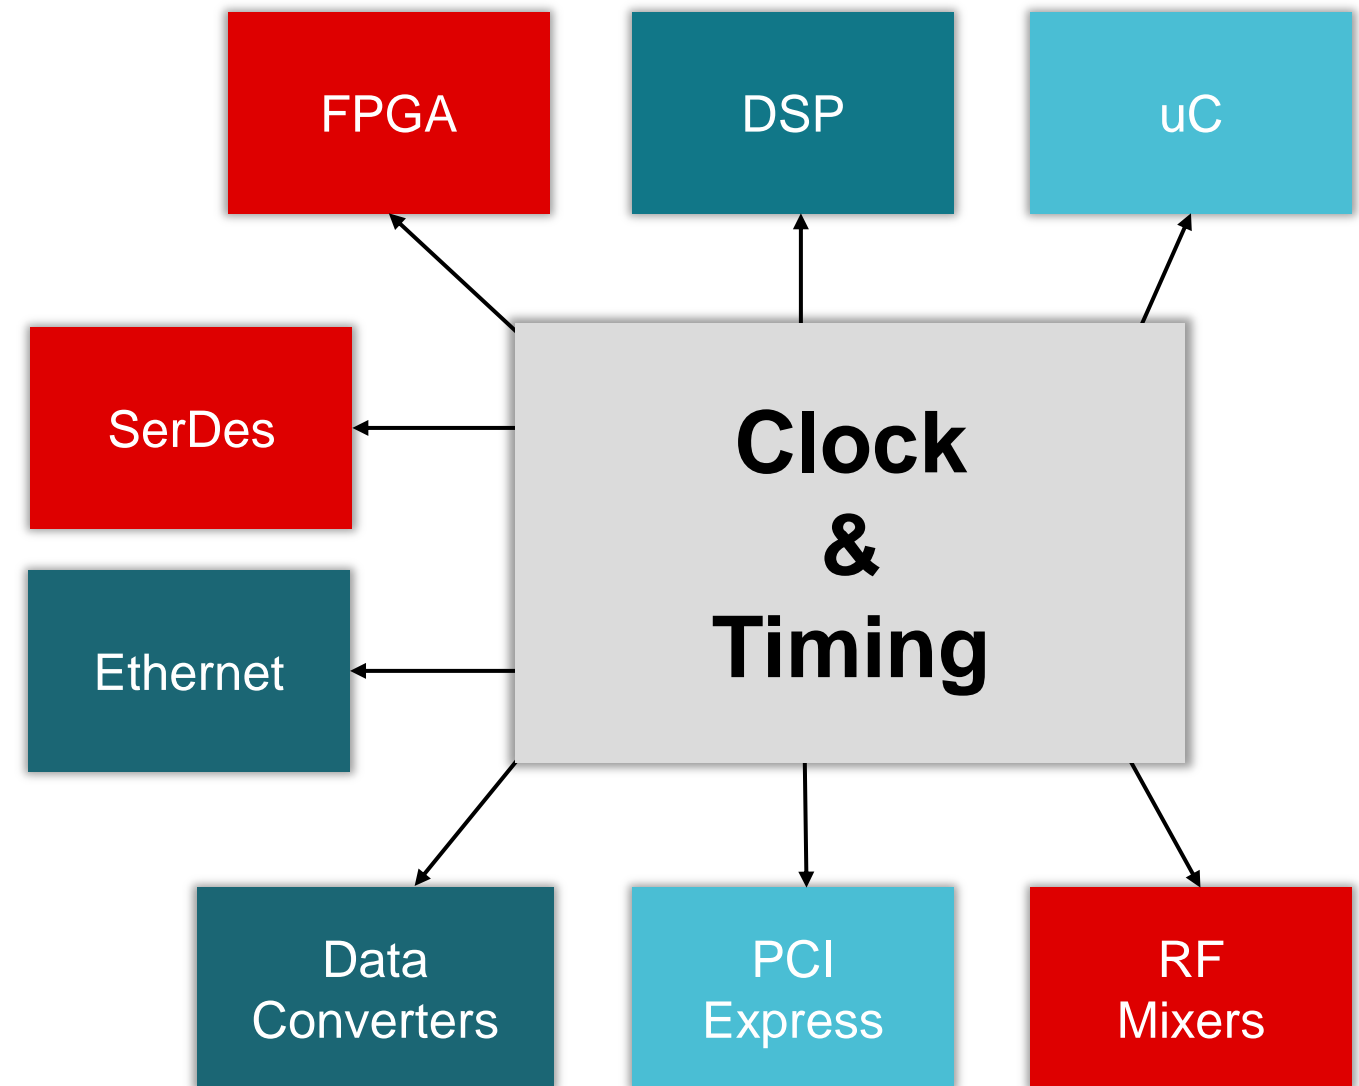 FPGA
DSP
uC
SerDes
Clock
&
Timing
Ethernet
Data
Converters
PCI
Express
RF
Mixers